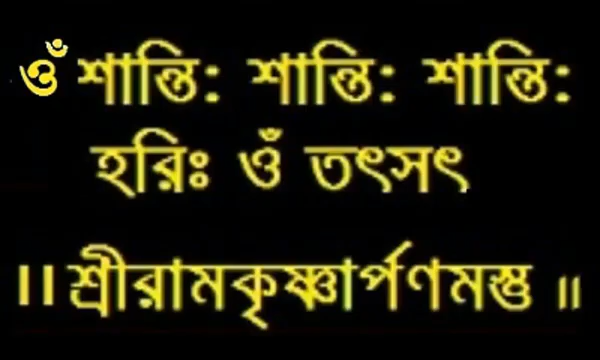 ওঁ শান্তি: শান্তি: শান্তি:
হরিঃ ওঁ তৎসৎ
।। শ্রীরামকৃষ্ণার্পণমস্তু ॥